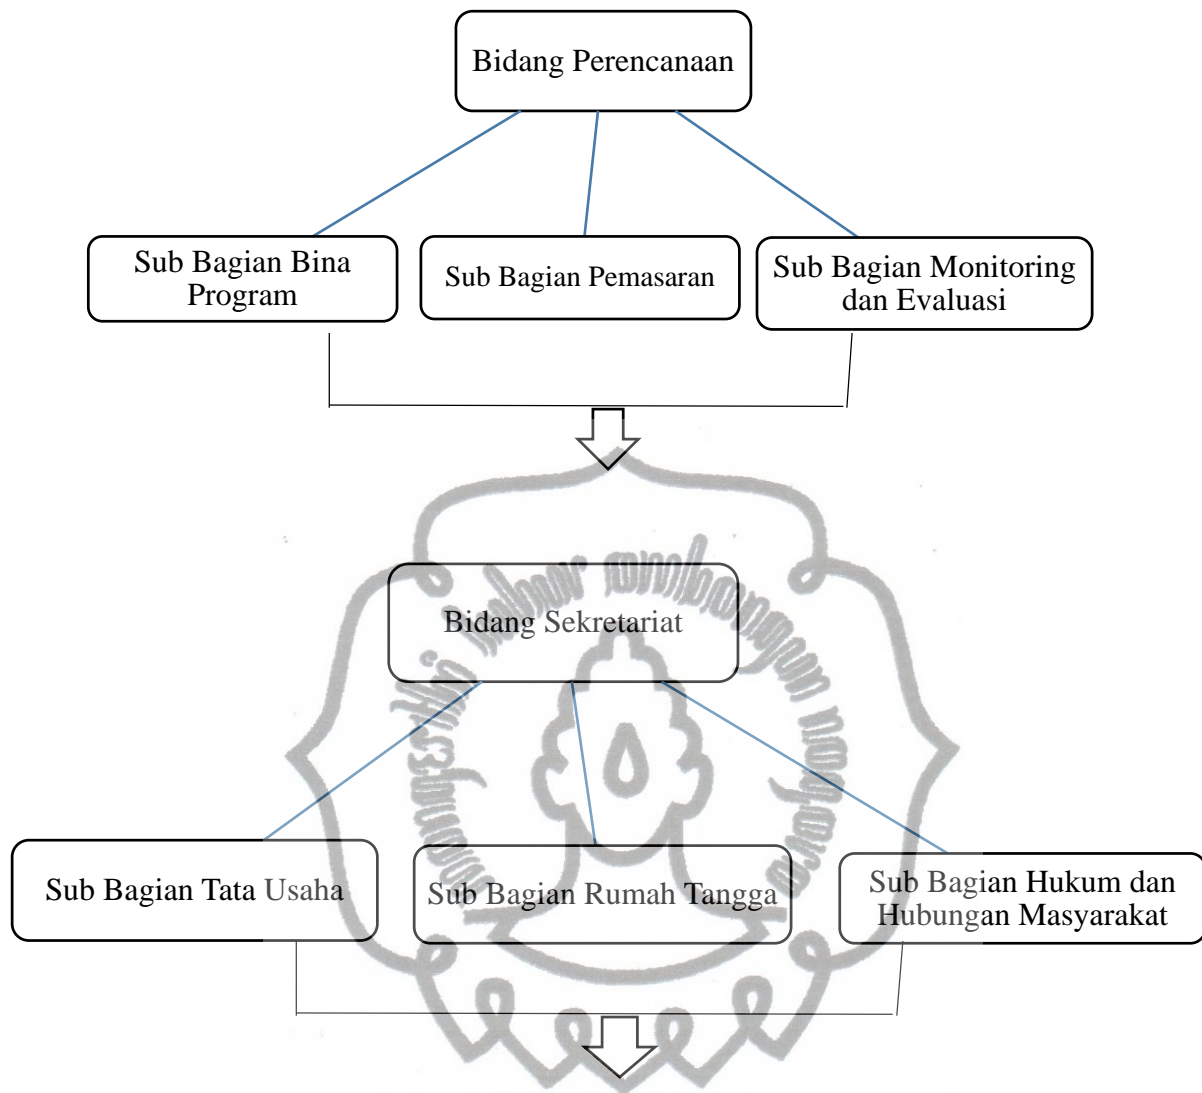 Bidang Perencanaan
Sub Bagian Bina
Program
Sub Bagian Pemasaran
Sub Bagian Monitoring
dan Evaluasi
Bidang Sekretariat
Sub Bagian Tata Usaha
Sub Bagian Rumah Tangga
Sub Bagian Hukum dan
Hubungan Masyarakat